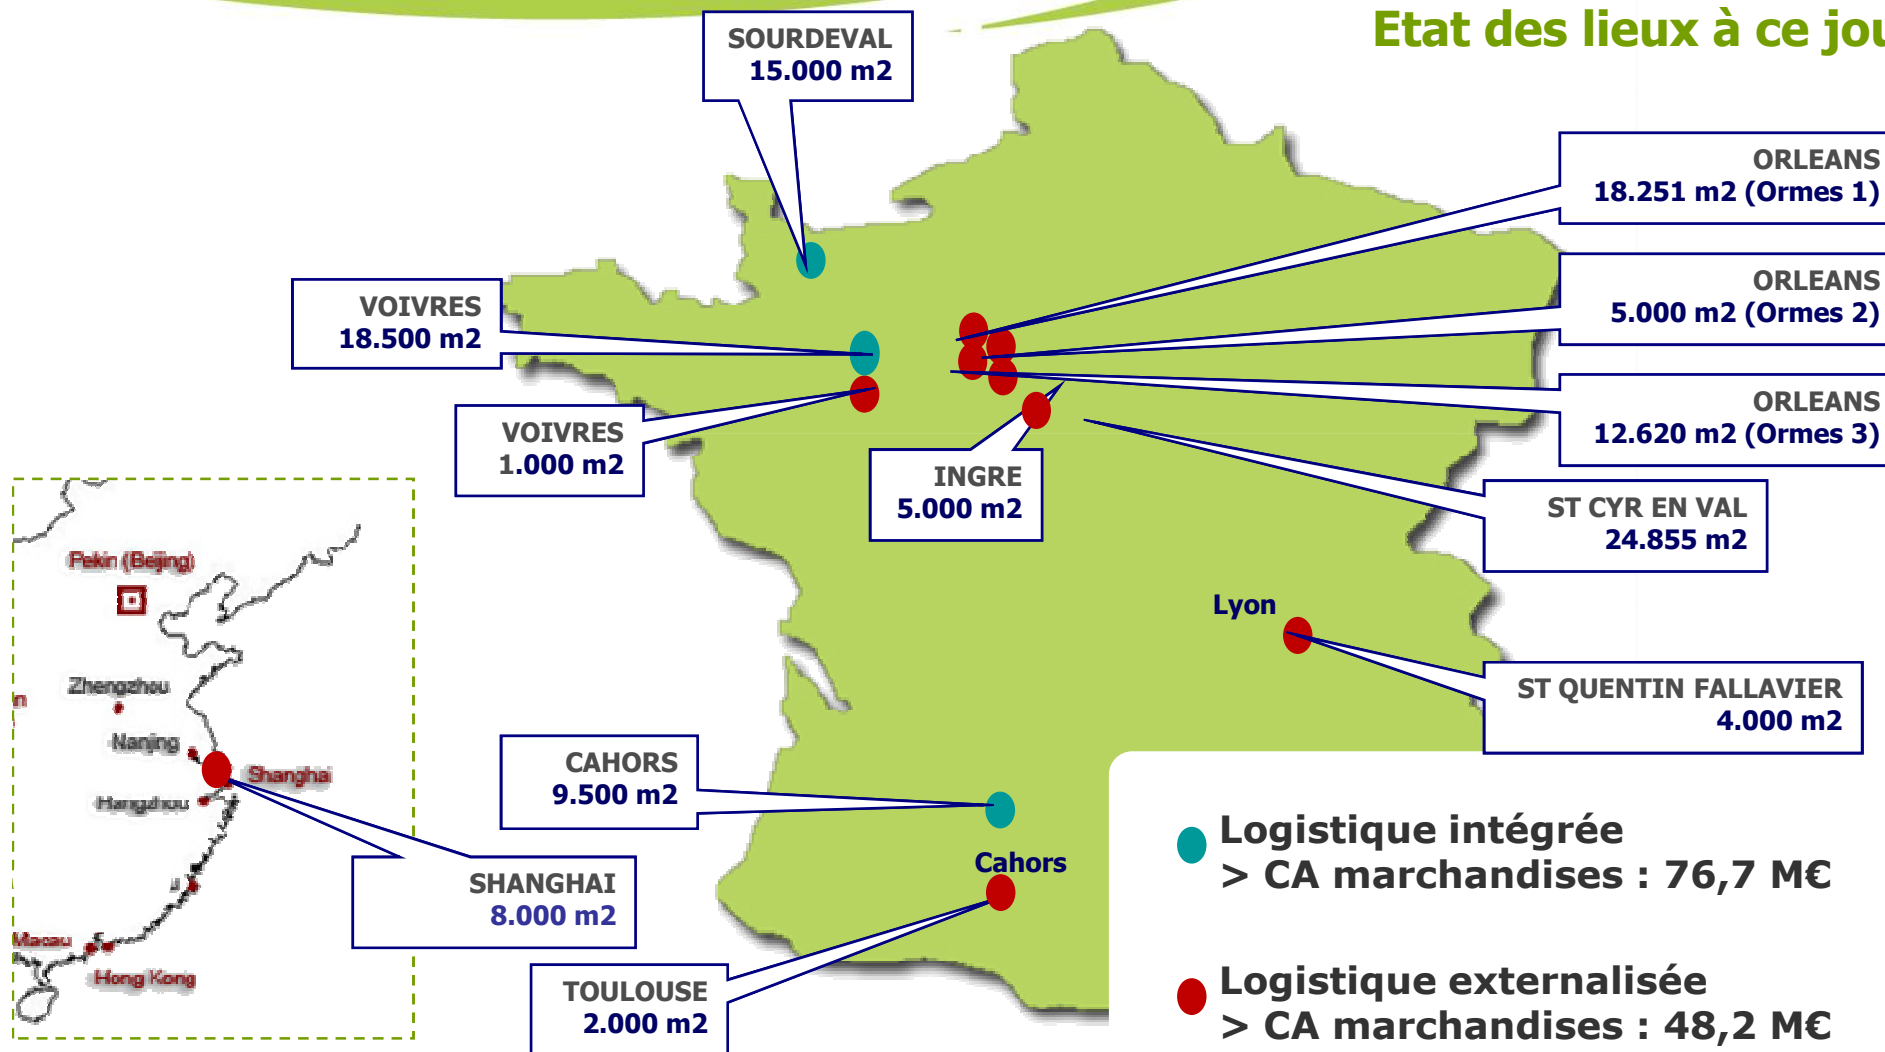 Etat des lieux à ce jou
SOURDEVAL
15.000 m2
ORLEANS
18.251 m2 (Ormes 1)
ORLEANS
5.000 m2 (Ormes 2)
VOIVRES
18.500 m2
ORLEANS
12.620 m2 (Ormes 3)
VOIVRES
1.000 m2
INGRE
5.000 m2
ST CYR EN VAL
24.855 m2
Lyon
ST QUENTIN FALLAVIER
4.000 m2
Pekin (Beijing)
Zhengzhou
n
Nanjing
Shanghai
Hangzhou
Macau
Hong Kong
SHANGHAI
8.000 m2
CAHORS
9.500 m2
Cahors
TOULOUSE
2.000 m2
Logistique intégrée
> CA marchandises : 76,7 M€
Logistique externalisée
> CA marchandises : 48,2 M€